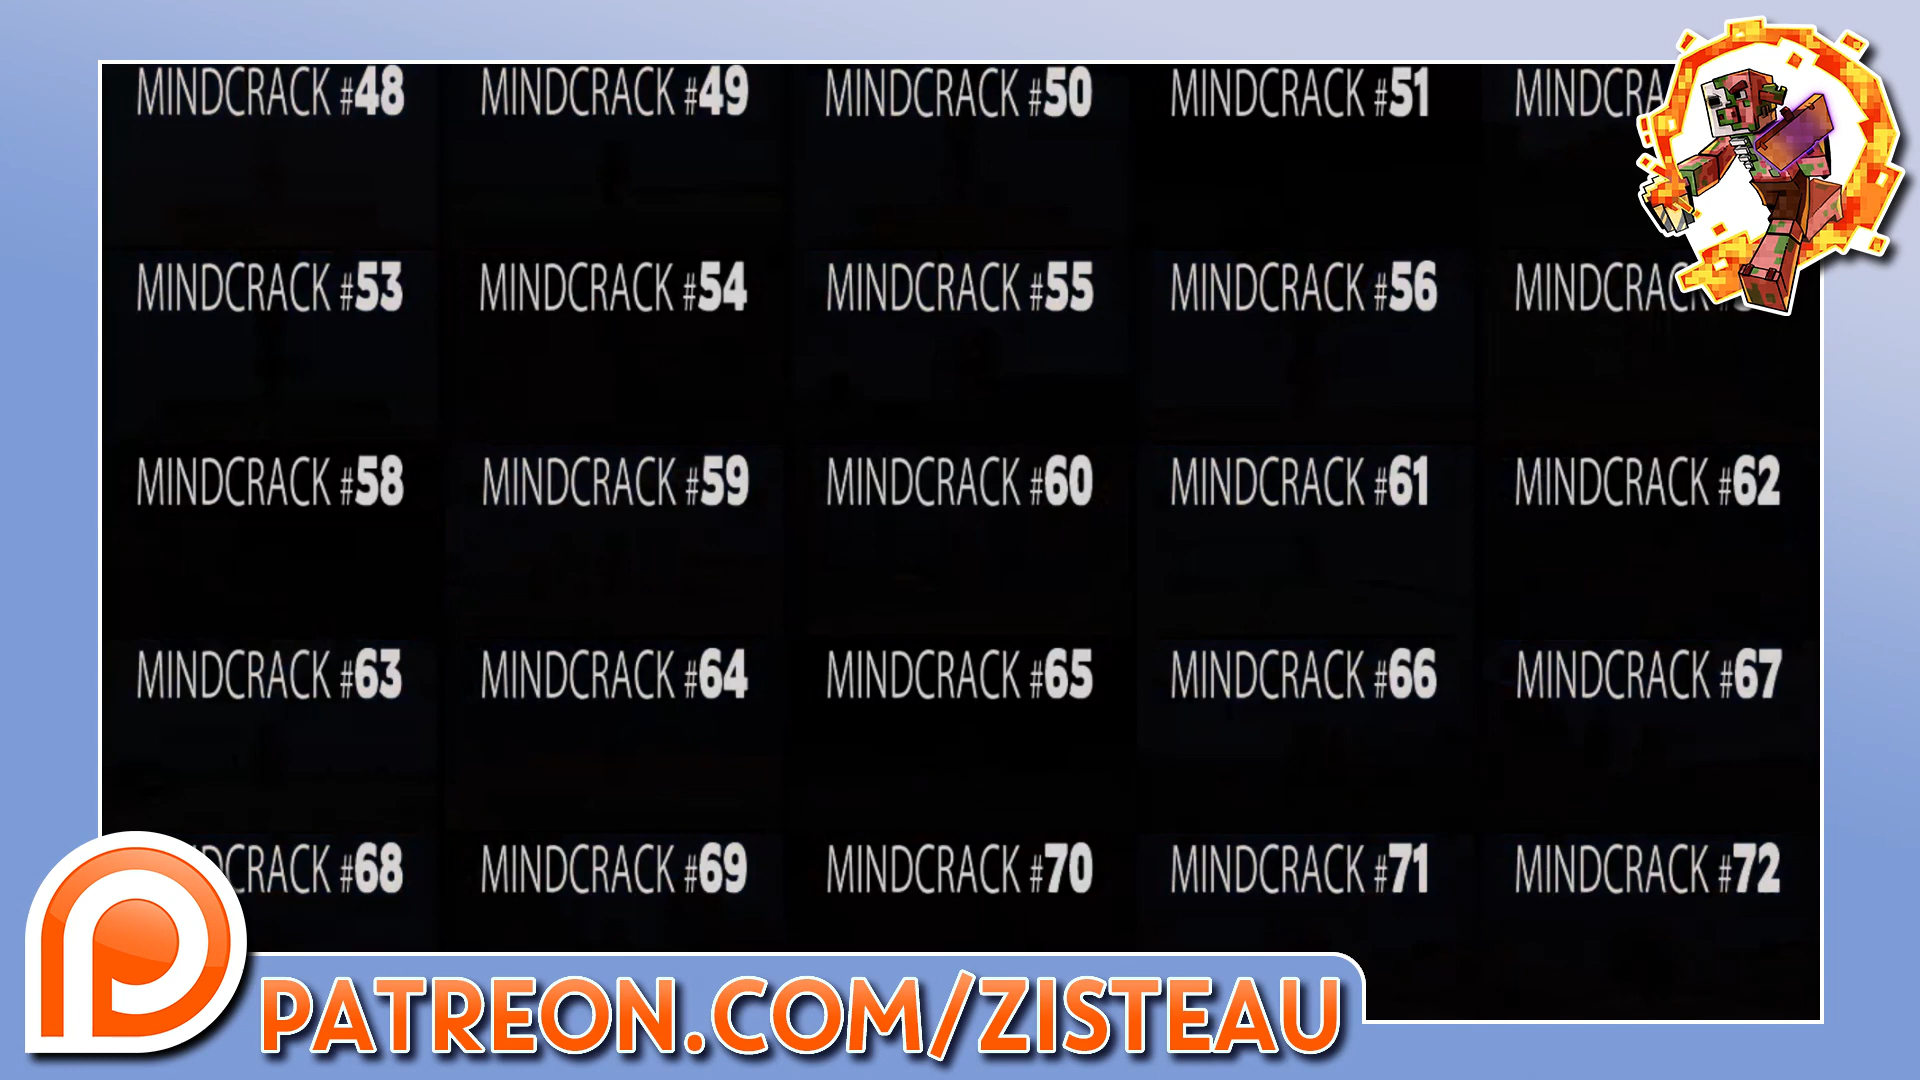 MINDCRACK #48 MINDCRACK #49 MINDCRACK #50 MINDCRACK #51
MINDCRACK #53 MINDCRACK #54 MINDCRACK #55 MINDCRACK #56
MINDCRACK #58 MINDCRACK #59 MINDCRACK #60 MINDCRACK #61 MINDCRACK #62
MINDCRACK #63 MINDCRACK #64 MINDCRACK #65 MINDCRACK #66 MINDCRACK #67
#68 MINDCRACK #69 MINDCRACK #70 MINDCRACK #71 MINDCRACK #72
PATREON.COM/ZISTEAU